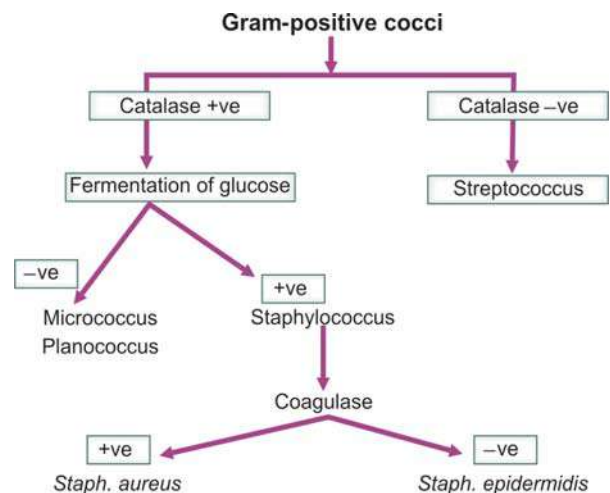 Gram-positive cocci
Catalase +ve
Catalase –ve
Fermentation of glucose
Streptococcus
–ve
+ve
Micrococcus
Planococcus
Staphylococcus
Coagulase
+ve
–ve
Staph. aureus
Staph. epidermidis